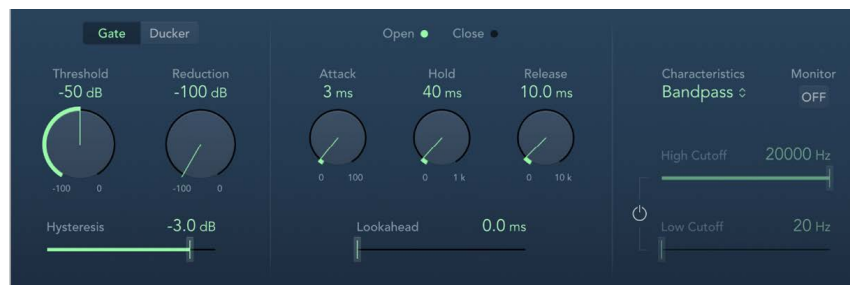 Gate Ducker Open Close
Threshold Reduction Attack Hold Release Characteristics Monitor
-50 dB -100 dB 3 ms 40 ms 10.0 ms Bandpass OFF
High Cutoff 20000 Hz
-100 0 -100 0 0 100 0 1 k 0 10 k
Hysteresis -3.0 dB Lookahead 0.0 ms Low Cutoff 20 Hz